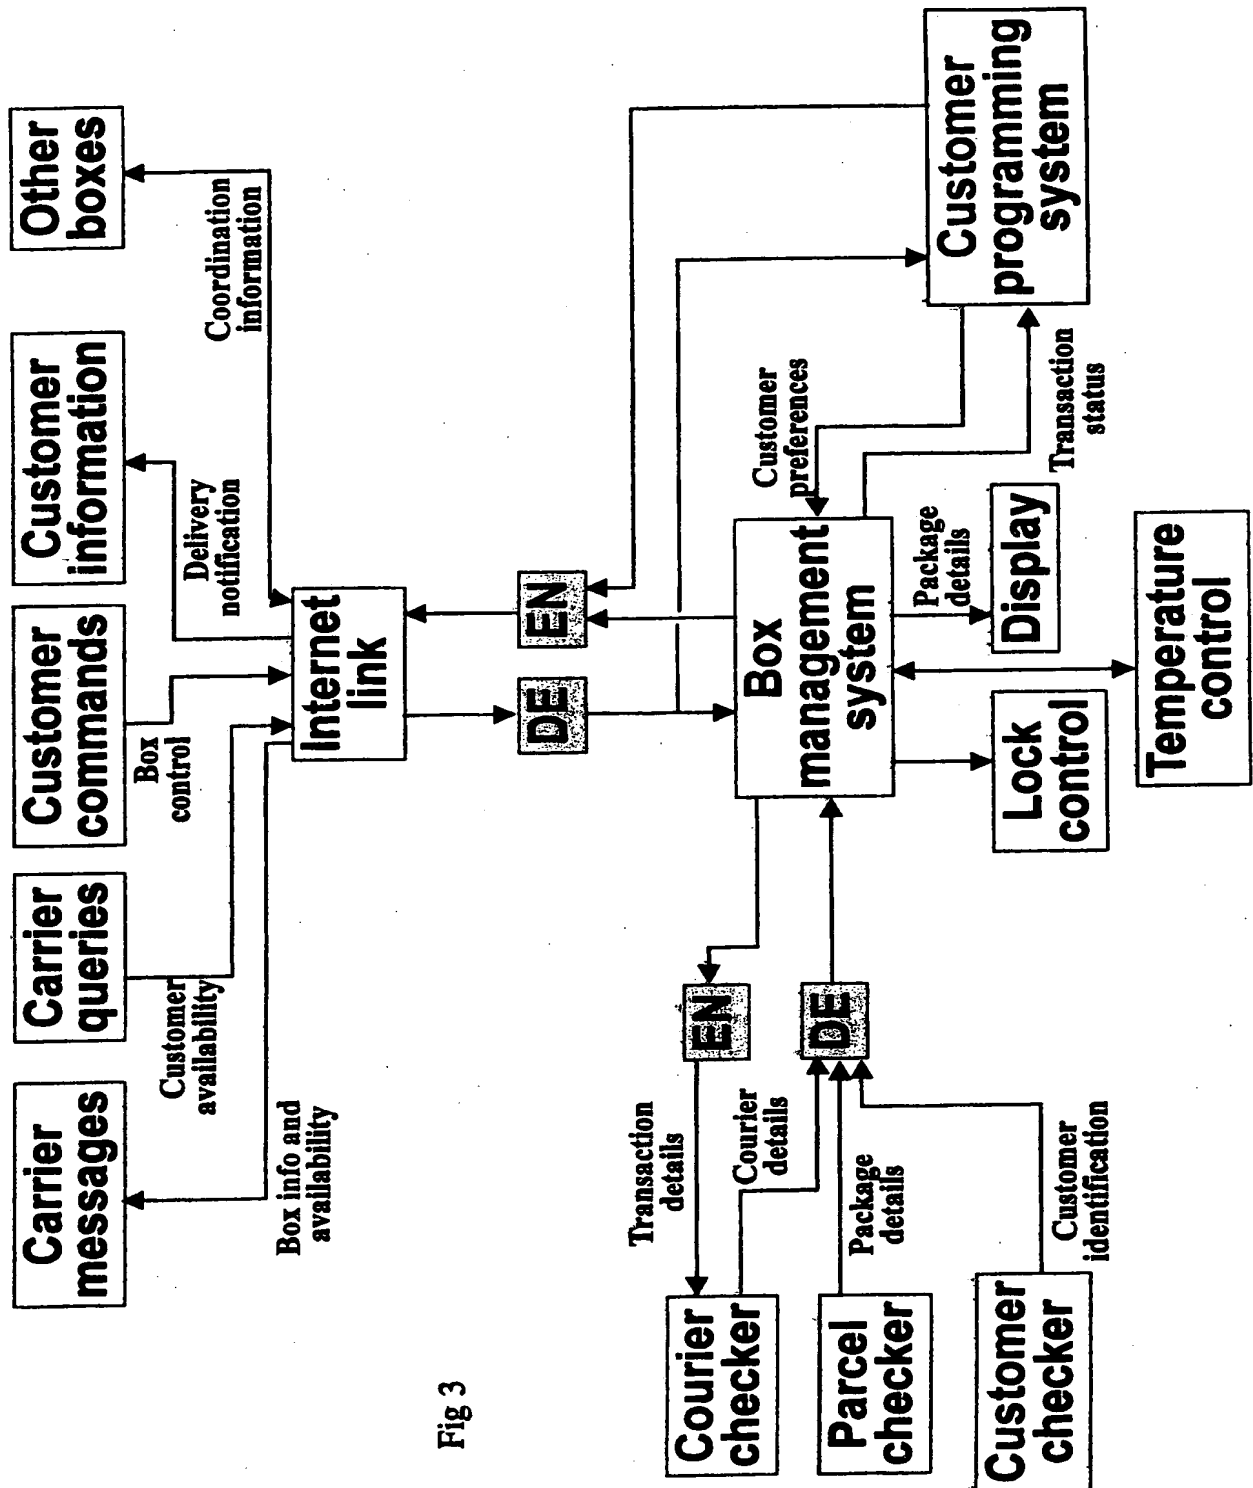 Carrier
messages
Carrier
queries
Customer
commands
Customer
information
Other
boxes
Box info and
availability
Customer
availability
Box
control
Delivery
notification
Coordination
information
Internet
link
DE
EN
Fig 3
Transaction
details
Courier
details
Package
details
Customer
identification
Courier
checker
Parcel
checker
Customer
checker
EN
DE
Box
management
system
Customer
preferences
Transaction
status
Package
details
Lock
control
Display
Temperature
control
Customer
programming
system